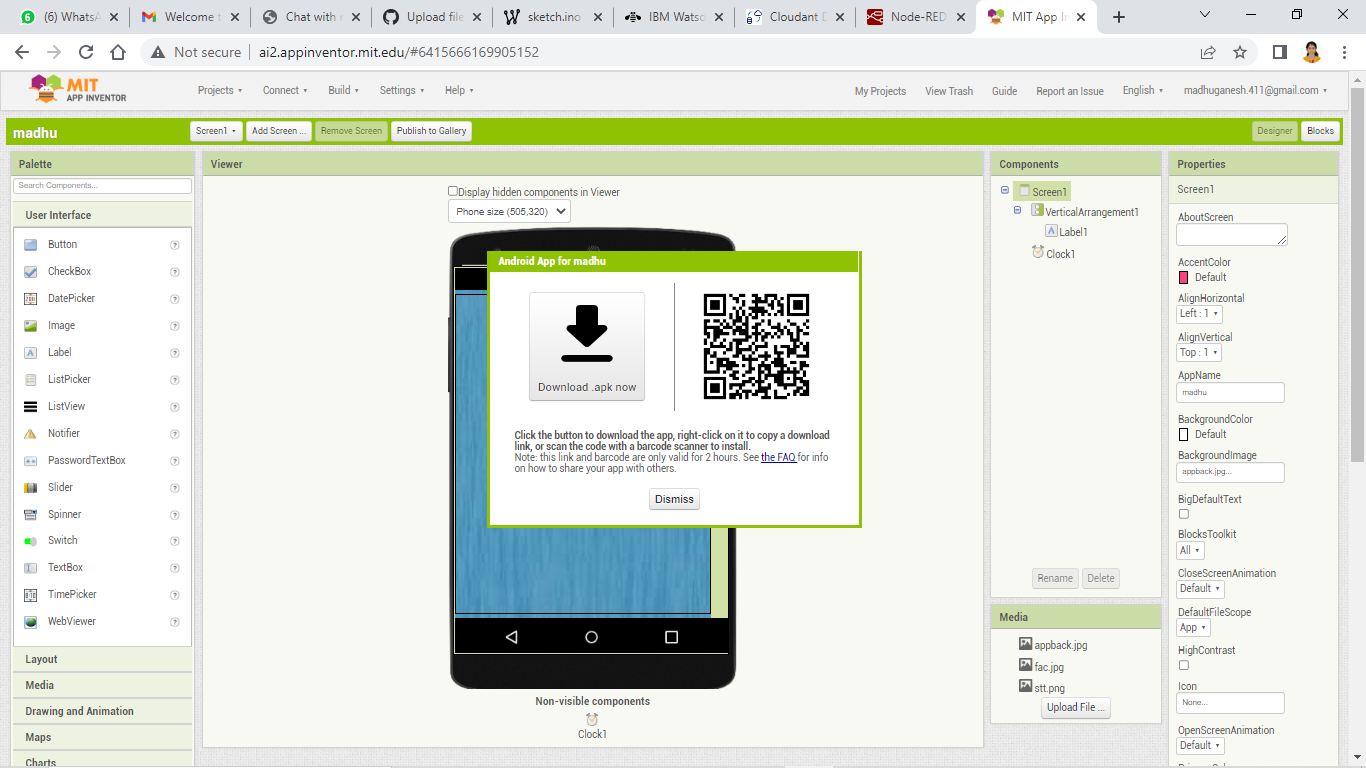 (6) WhatsA
Welcome t
Chat with r
Upload file
sketch.ino
IBM Watso
Cloudant D
Node-RED
MIT App In
Not secure
ai2.appinventor.mit.edu/#6415666169905152
MIT
APP INVENTOR
Projects
Connect
Build
Settings
Help
My Projects
View Trash
Guide
Report an Issue
English
madhuganesh.411@gmail.com
madhu
Screen1
Add Screen ...
Remove Screen
Publish to Gallery
Designer
Blocks
Palette
Search Components...
User Interface
Button
CheckBox
DatePicker
Image
Label
ListPicker
ListView
Notifier
PasswordTextBox
Slider
Spinner
Switch
TextBox
TimePicker
WebViewer
Layout
Media
Drawing and Animation
Maps
Charts
Viewer
Display hidden components in Viewer
Phone size (505,320)
Android App for madhu
Download .apk now
Click the button to download the app, right-click on it to copy a download
link, or scan the code with a barcode scanner to install.
Note: this link and barcode are only valid for 2 hours. See the FAQ for info
on how to share your app with others.
Dismiss
Non-visible components
Clock1
Components
Screen1
VerticalArrangement1
Label1
Clock1
Rename
Delete
Media
appback.jpg
fac.jpg
stt.png
Upload File ...
Properties
Screen1
AboutScreen
AccentColor
Default
AlignHorizontal
Left : 1
AlignVertical
Top : 1
AppName
madhu
BackgroundColor
Default
BackgroundImage
appback.jpg...
BigDefaultText
BlocksToolkit
All
CloseScreenAnimation
Default
DefaultFileScope
App
HighContrast
Icon
None...
OpenScreenAnimation
Default